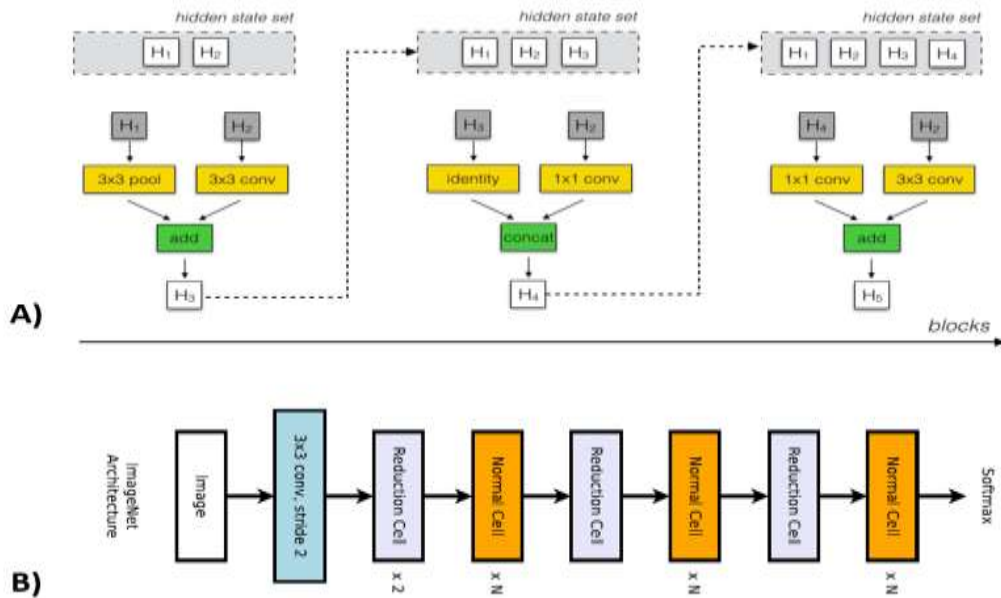 hidden state set
hidden state set
hidden state set
H₁ H₂
H₁ H₂ H₃
H₁ H₂ H₃ H₄
H₁ H₂
H₃ H₂
H₄ H₂
3x3 pool 3x3 conv
identity 1x1 conv
1x1 conv 3x3 conv
add
concat
add
H₃
H₄
H₅
A)
blocks
ImageNet
Architecture
Image
3x3 conv, stride 2
Reduction Cell
x 2
Normal Cell
x N
Reduction Cell
Normal Cell
x N
Reduction Cell
Normal Cell
x N
Softmax
B)